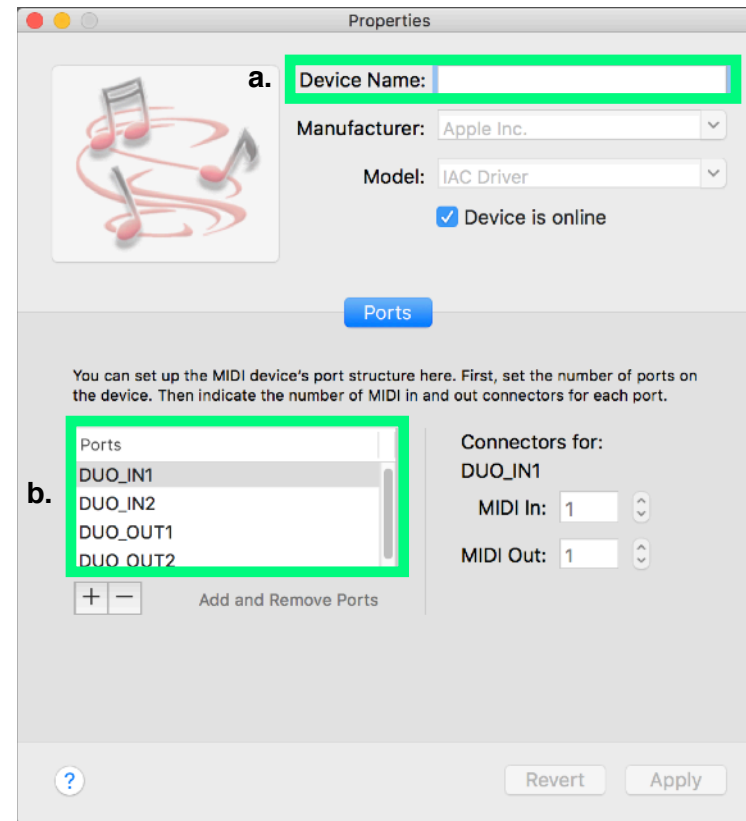 Properties
a.
Device Name:
Manufacturer: Apple Inc.
Model: IAC Driver
Device is online
Ports
You can set up the MIDI device's port structure here. First, set the number of ports on
the device. Then indicate the number of MIDI in and out connectors for each port.
b.
Ports
DUO_IN1
DUO_IN2
DUO_OUT1
DUO_OUT2
+ −
Add and Remove Ports
Connectors for:
DUO_IN1
MIDI In: 1
MIDI Out: 1
?
Revert
Apply